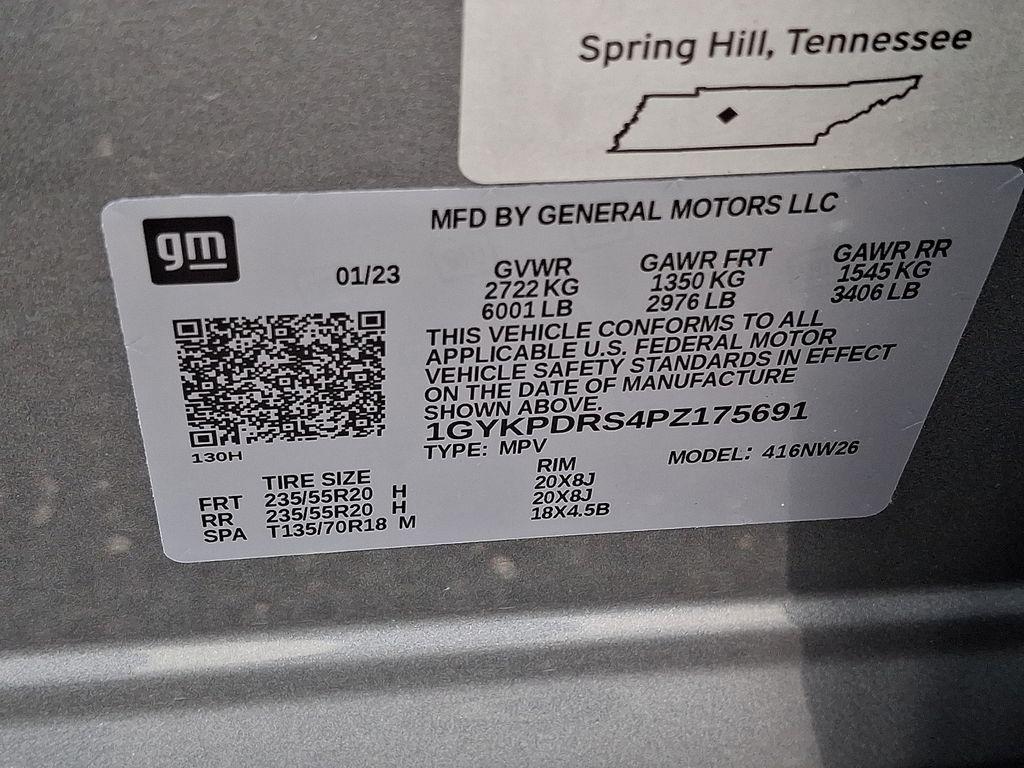 Spring Hill, Tennessee
gm
MFD BY GENERAL MOTORS LLC
01/23
GVWR
2722 KG
6001 LB
GAWR FRT
1350 KG
2976 LB
GAWR RR
1545 KG
3406 LB
THIS VEHICLE CONFORMS TO ALL
APPLICABLE U.S. FEDERAL MOTOR
VEHICLE SAFETY STANDARDS IN EFFECT
ON THE DATE OF MANUFACTURE
SHOWN ABOVE.
1GYKPDRS4PZ175691
TYPE: MPV
MODEL: 416NW26
130H
TIRE SIZE RIM
FRT 235/55R20 H 20X8J
RR 235/55R20 H 20X8J
SPA T135/70R18 M 18X4.5B